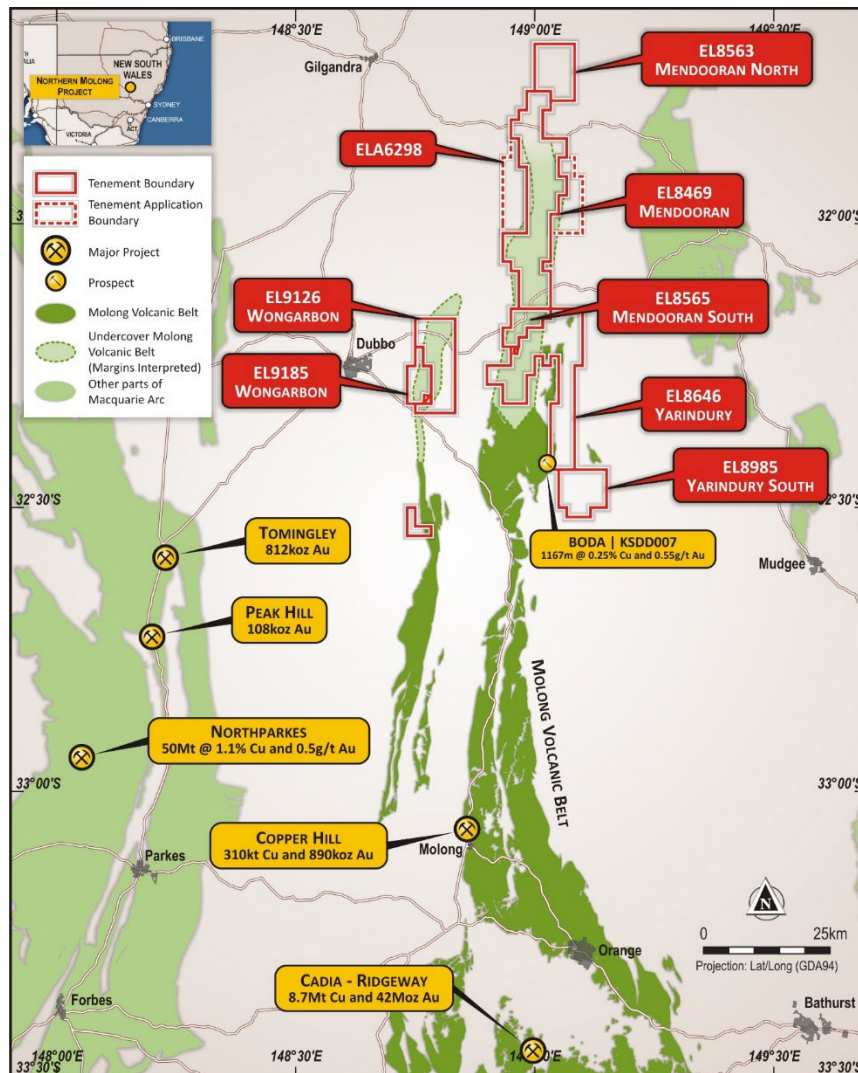 148°30'E
149°00'E
149°30'E
BRISBANE
NEW SOUTH
WALES
NORTHERN MOLONG
PROJECT
SYDNEY
CANBERRA
ACT
VICTORIA
Gilgandra
EL8563
MENDOORAN NORTH
ELA6298
EL8469
MENDOORAN
32°00'S
Tenement Boundary
Tenement Application
Boundary
Major Project
Prospect
Molong Volcanic Belt
Undercover Molong
Volcanic Belt
(Margins Interpreted)
Other parts of
Macquarie Arc
EL9126
WONGARBON
EL8565
MENDOORAN SOUTH
Dubbo
EL9185
WONGARBON
EL8646
YARINDURY
EL8985
YARINDURY SOUTH
32°30'S
32°30'S
TOMINGLEY
812koz Au
BODA | KSDD007
1167m @ 0.25% Cu and 0.55g/t Au
Mudgee
PEAK HILL
108koz Au
NORTHPARKES
50Mt @ 1.1% Cu and 0.5g/t Au
MOLONG VOLCANIC BELT
33°00'S
33°00'S
COPPER HILL
310kt Cu and 890koz Au
Molong
Parkes
N
0
25km
Projection: Lat/Long (GDA94)
Orange
CADIA - RIDGEWAY
8.7Mt Cu and 42Moz Au
Forbes
Bathurst
148°00'E
148°30'E
149°30'E
33°30'S
33°30'S